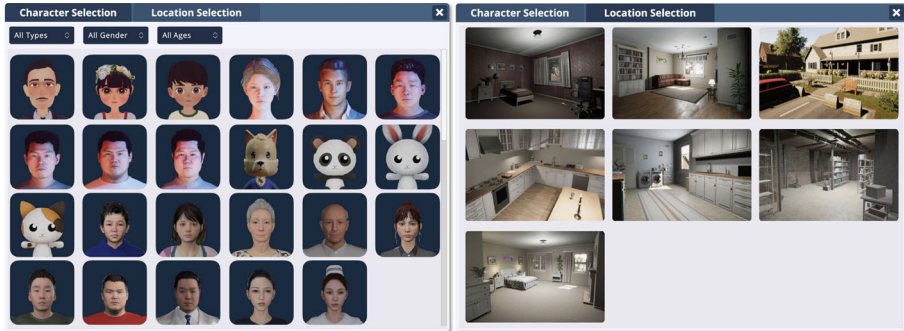 Character Selection
Location Selection
All Types
All Gender
All Ages
Character Selection
Location Selection